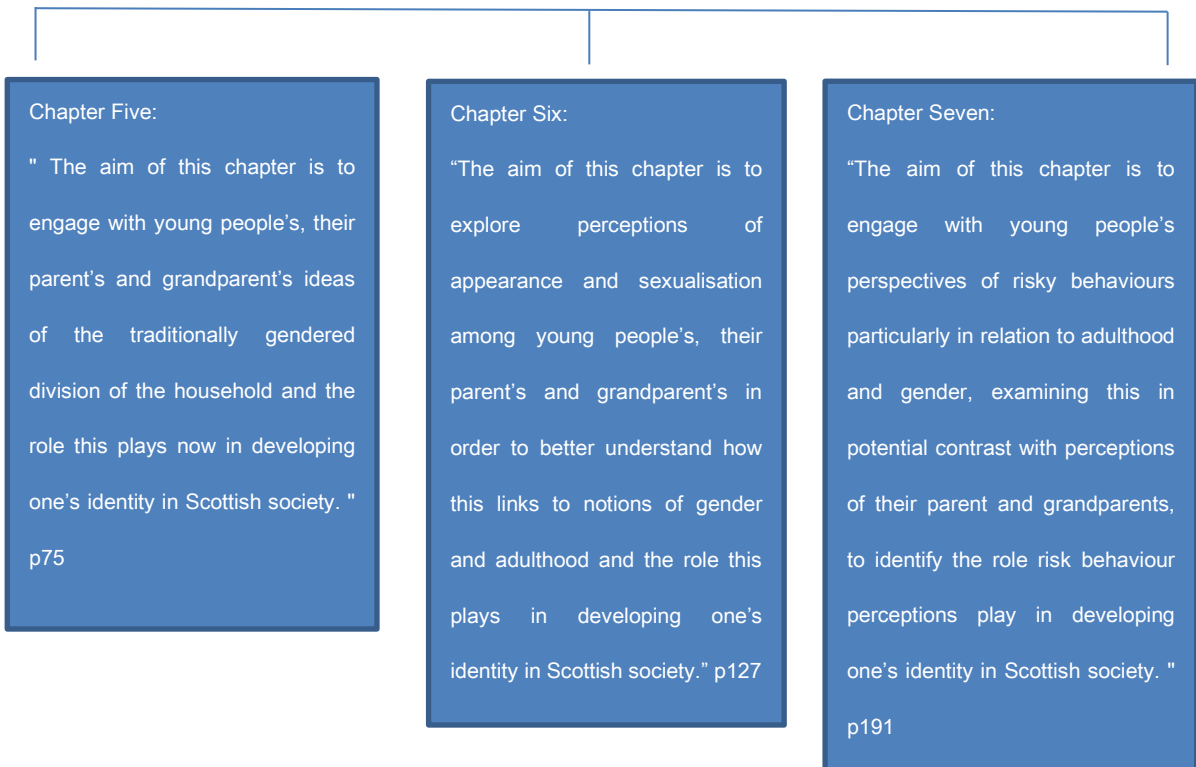 Chapter Five:
" The aim of this chapter is to
engage with young people’s, their
parent’s and grandparent’s ideas
of the traditionally gendered
division of the household and the
role this plays now in developing
one’s identity in Scottish society. "
p75
Chapter Six:
“The aim of this chapter is to
explore perceptions of
appearance and sexualisation
among young people’s, their
parent’s and grandparent’s in
order to better understand how
this links to notions of gender
and adulthood and the role this
plays in developing one’s
identity in Scottish society.” p127
Chapter Seven:
“The aim of this chapter is to
engage with young people’s
perspectives of risky behaviours
particularly in relation to adulthood
and gender, examining this in
potential contrast with perceptions
of their parent and grandparents,
to identify the role risk behaviour
perceptions play in developing
one’s identity in Scottish society. "
p191